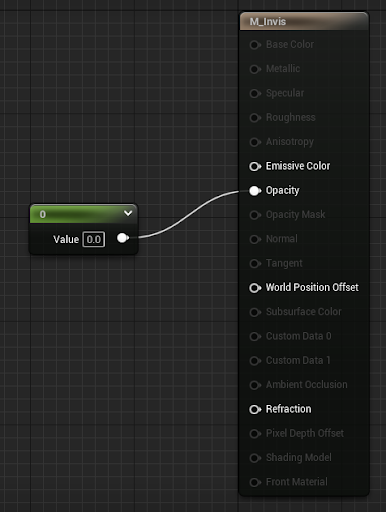 M_Invis
Base Color
Metallic
Specular
Roughness
Anisotropy
Emissive Color
Opacity
Opacity Mask
Normal
Tangent
World Position Offset
Subsurface Color
Custom Data 0
Custom Data 1
Ambient Occlusion
Refraction
Pixel Depth Offset
Shading Model
Front Material
0
Value 0.0